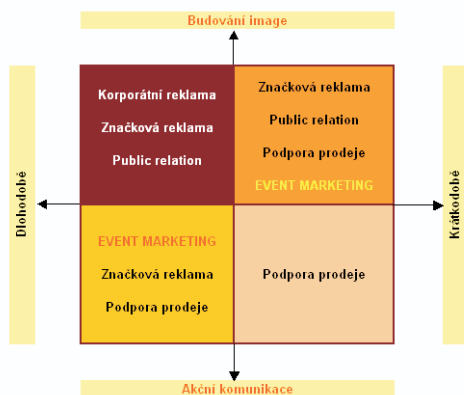 Budování image
Dlohodobě
Korporátní reklama
Značková reklama
Public relation
Značková reklama
Public relation
Podpora prodeje
EVENT MARKETING
Krátkodobě
EVENT MARKETING
Značková reklama
Podpora prodeje
Podpora prodeje
Akční komunikace